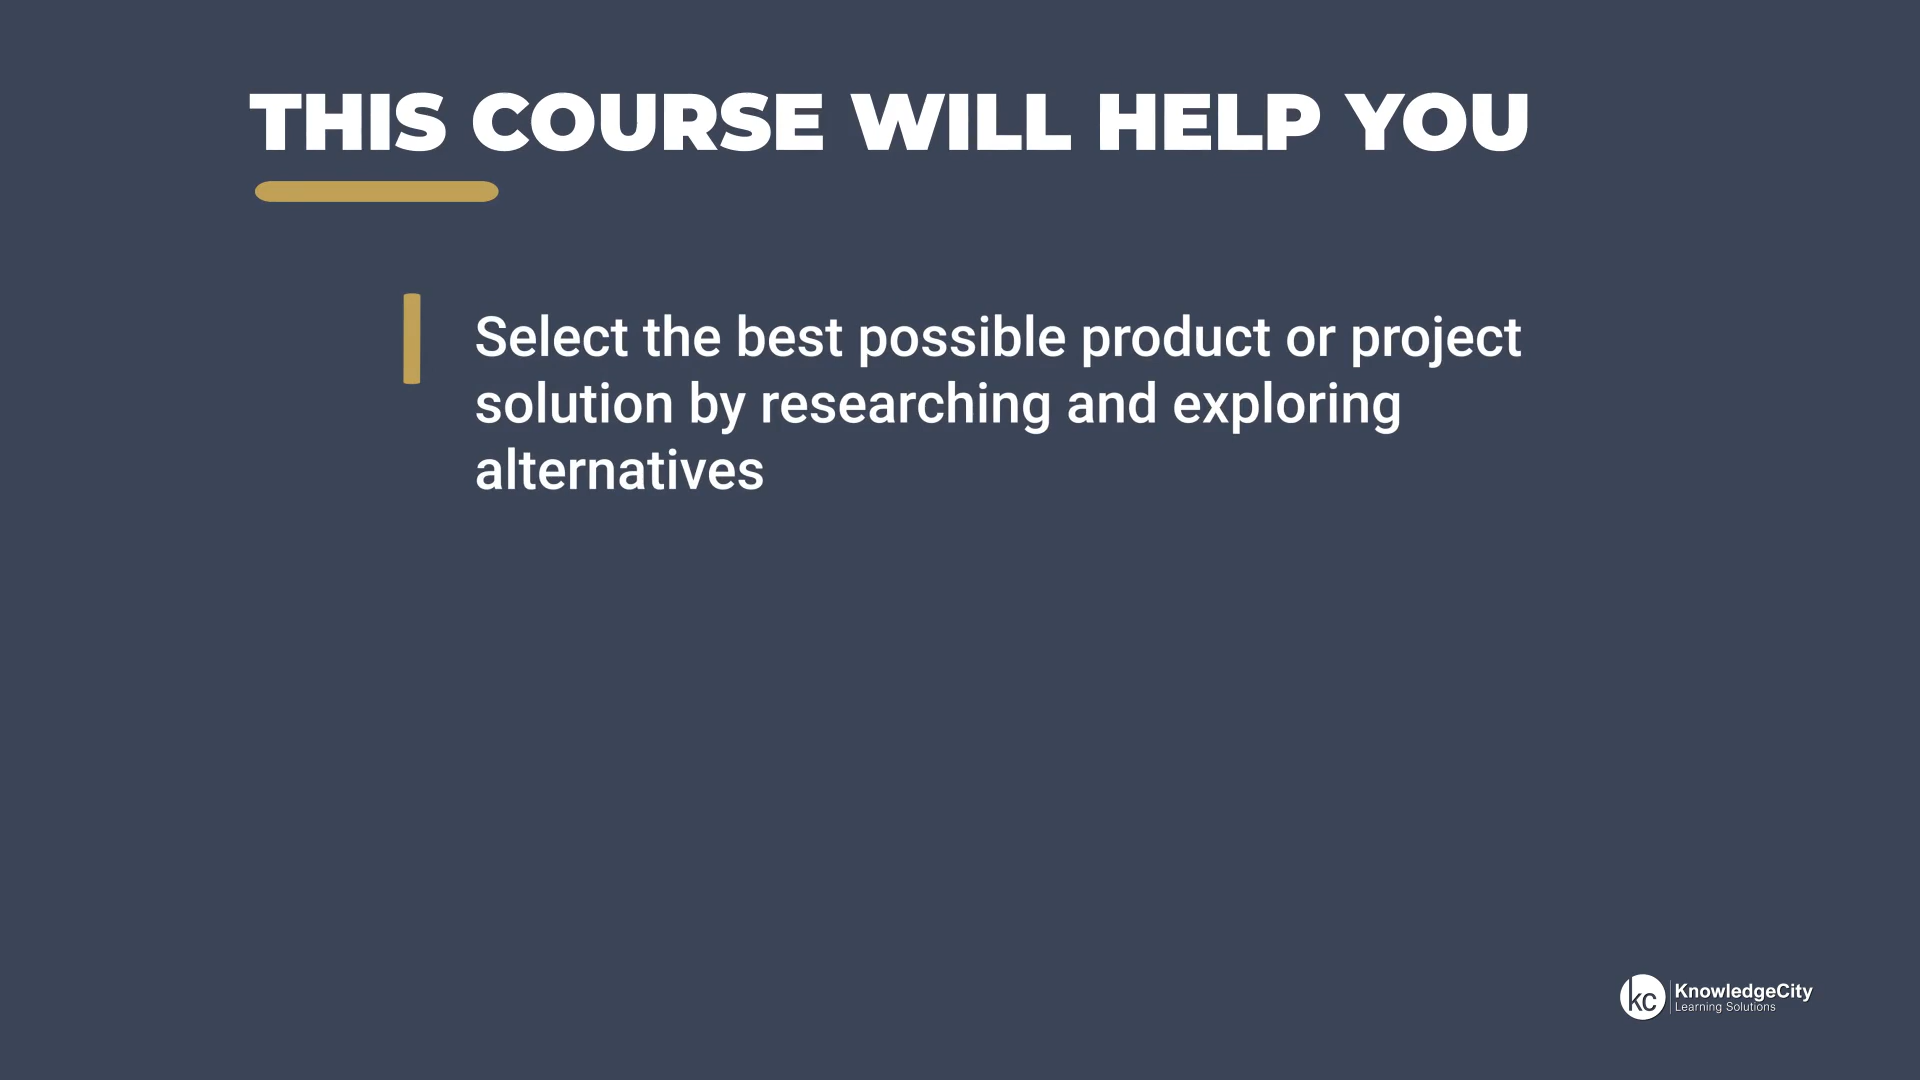 THIS COURSE WILL HELP YOU
Select the best possible product or project
solution by researching and exploring
alternatives
kc KnowledgeCity
Learning Solutions